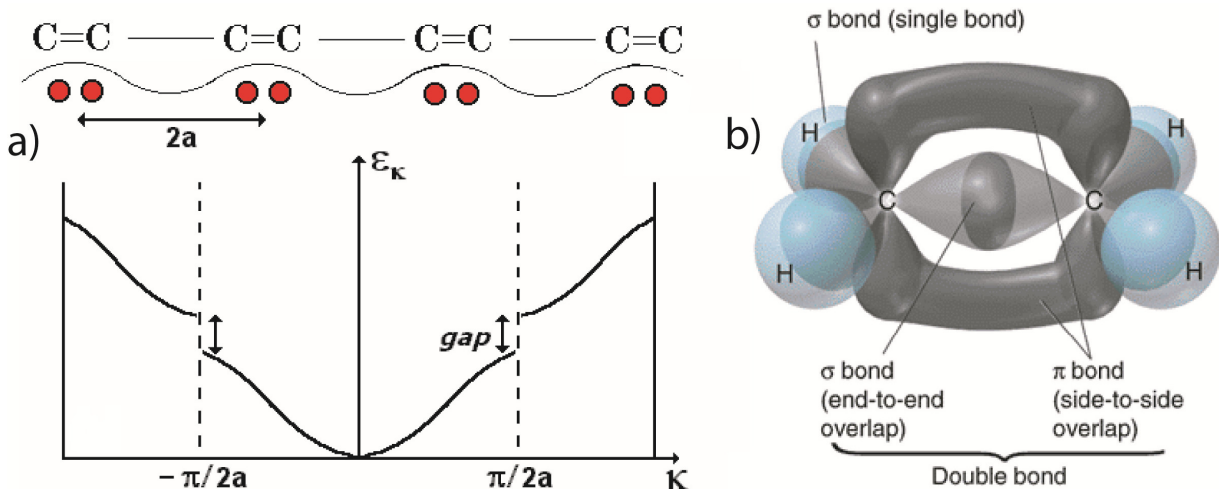 C=C — C=C — C=C — C=C
2a
a)
εκ
gap
− π/2a
π/2a
κ
b)
σ bond (single bond)
H
H
C
C
H
H
σ bond
(end-to-end
overlap)
π bond
(side-to-side
overlap)
Double bond